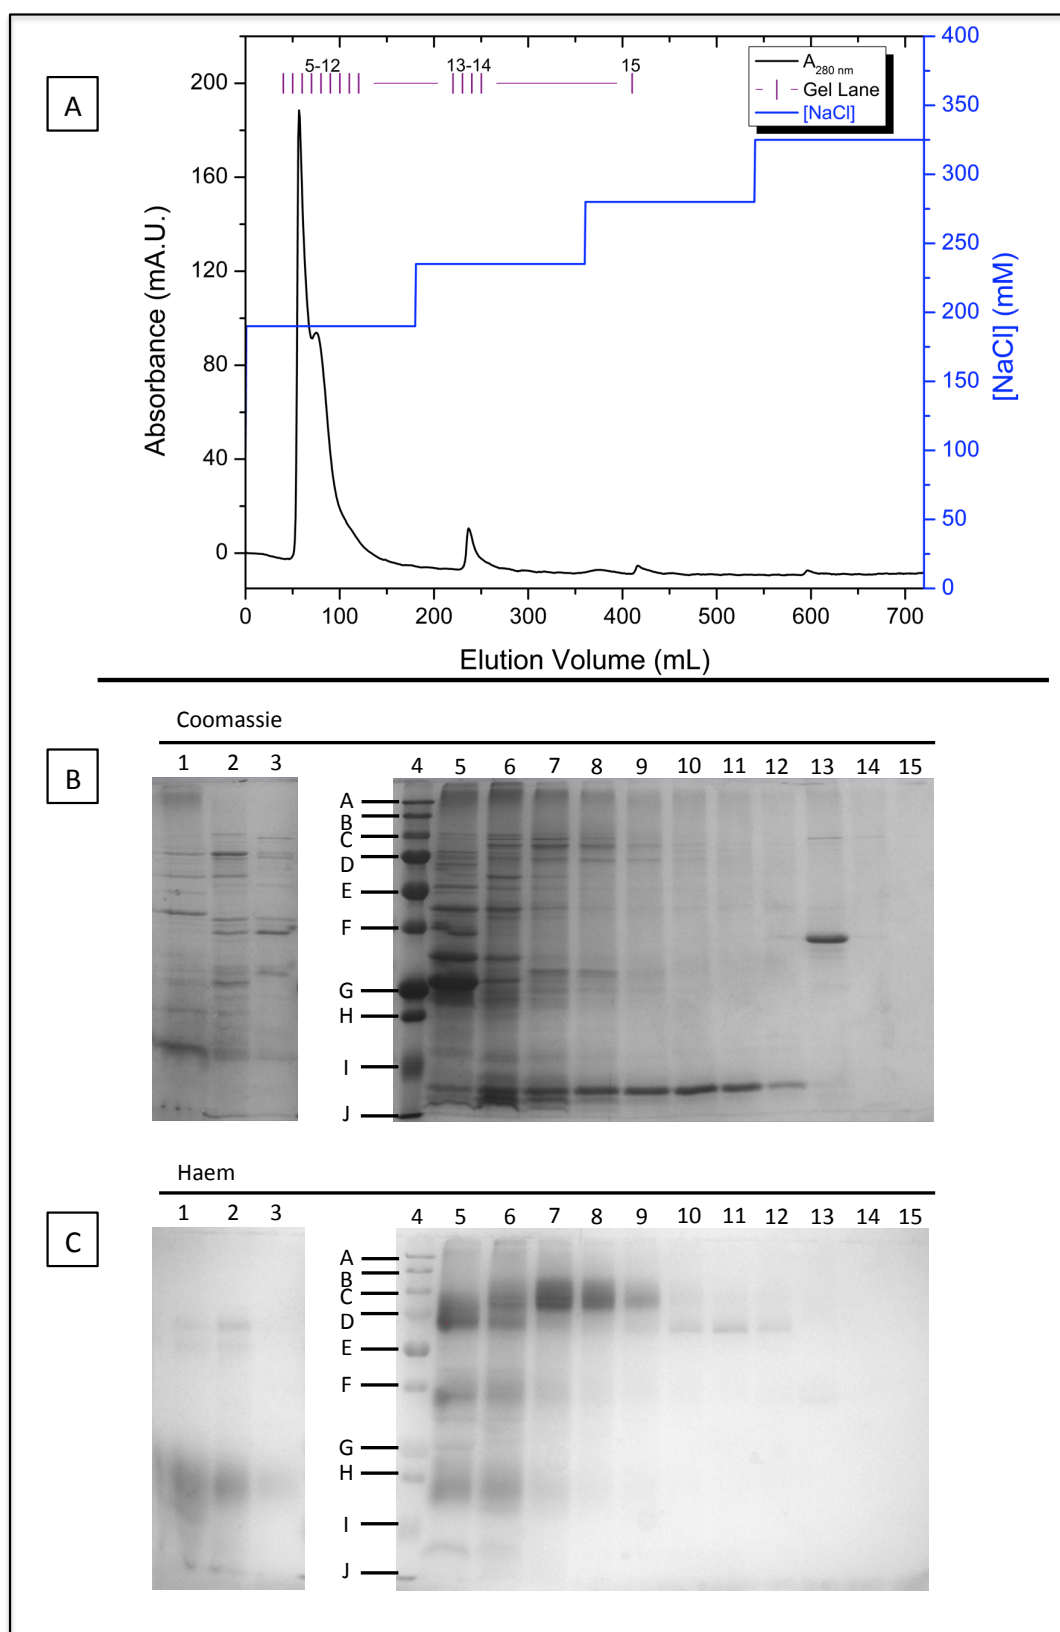 A
5-12
13-14
15
A280 nm
Gel Lane
[NaCl]
200
160
120
80
40
0
Absorbance (mA.U.)
400
350
300
250
200
150
100
50
0
[NaCl] (mM)
0 100 200 300 400 500 600 700
Elution Volume (mL)
B
Coomassie
1 2 3 4 5 6 7 8 9 10 11 12 13 14 15
A
B
C
D
E
F
G
H
I
J
C
Haem
1 2 3 4 5 6 7 8 9 10 11 12 13 14 15
A
B
C
D
E
F
G
H
I
J